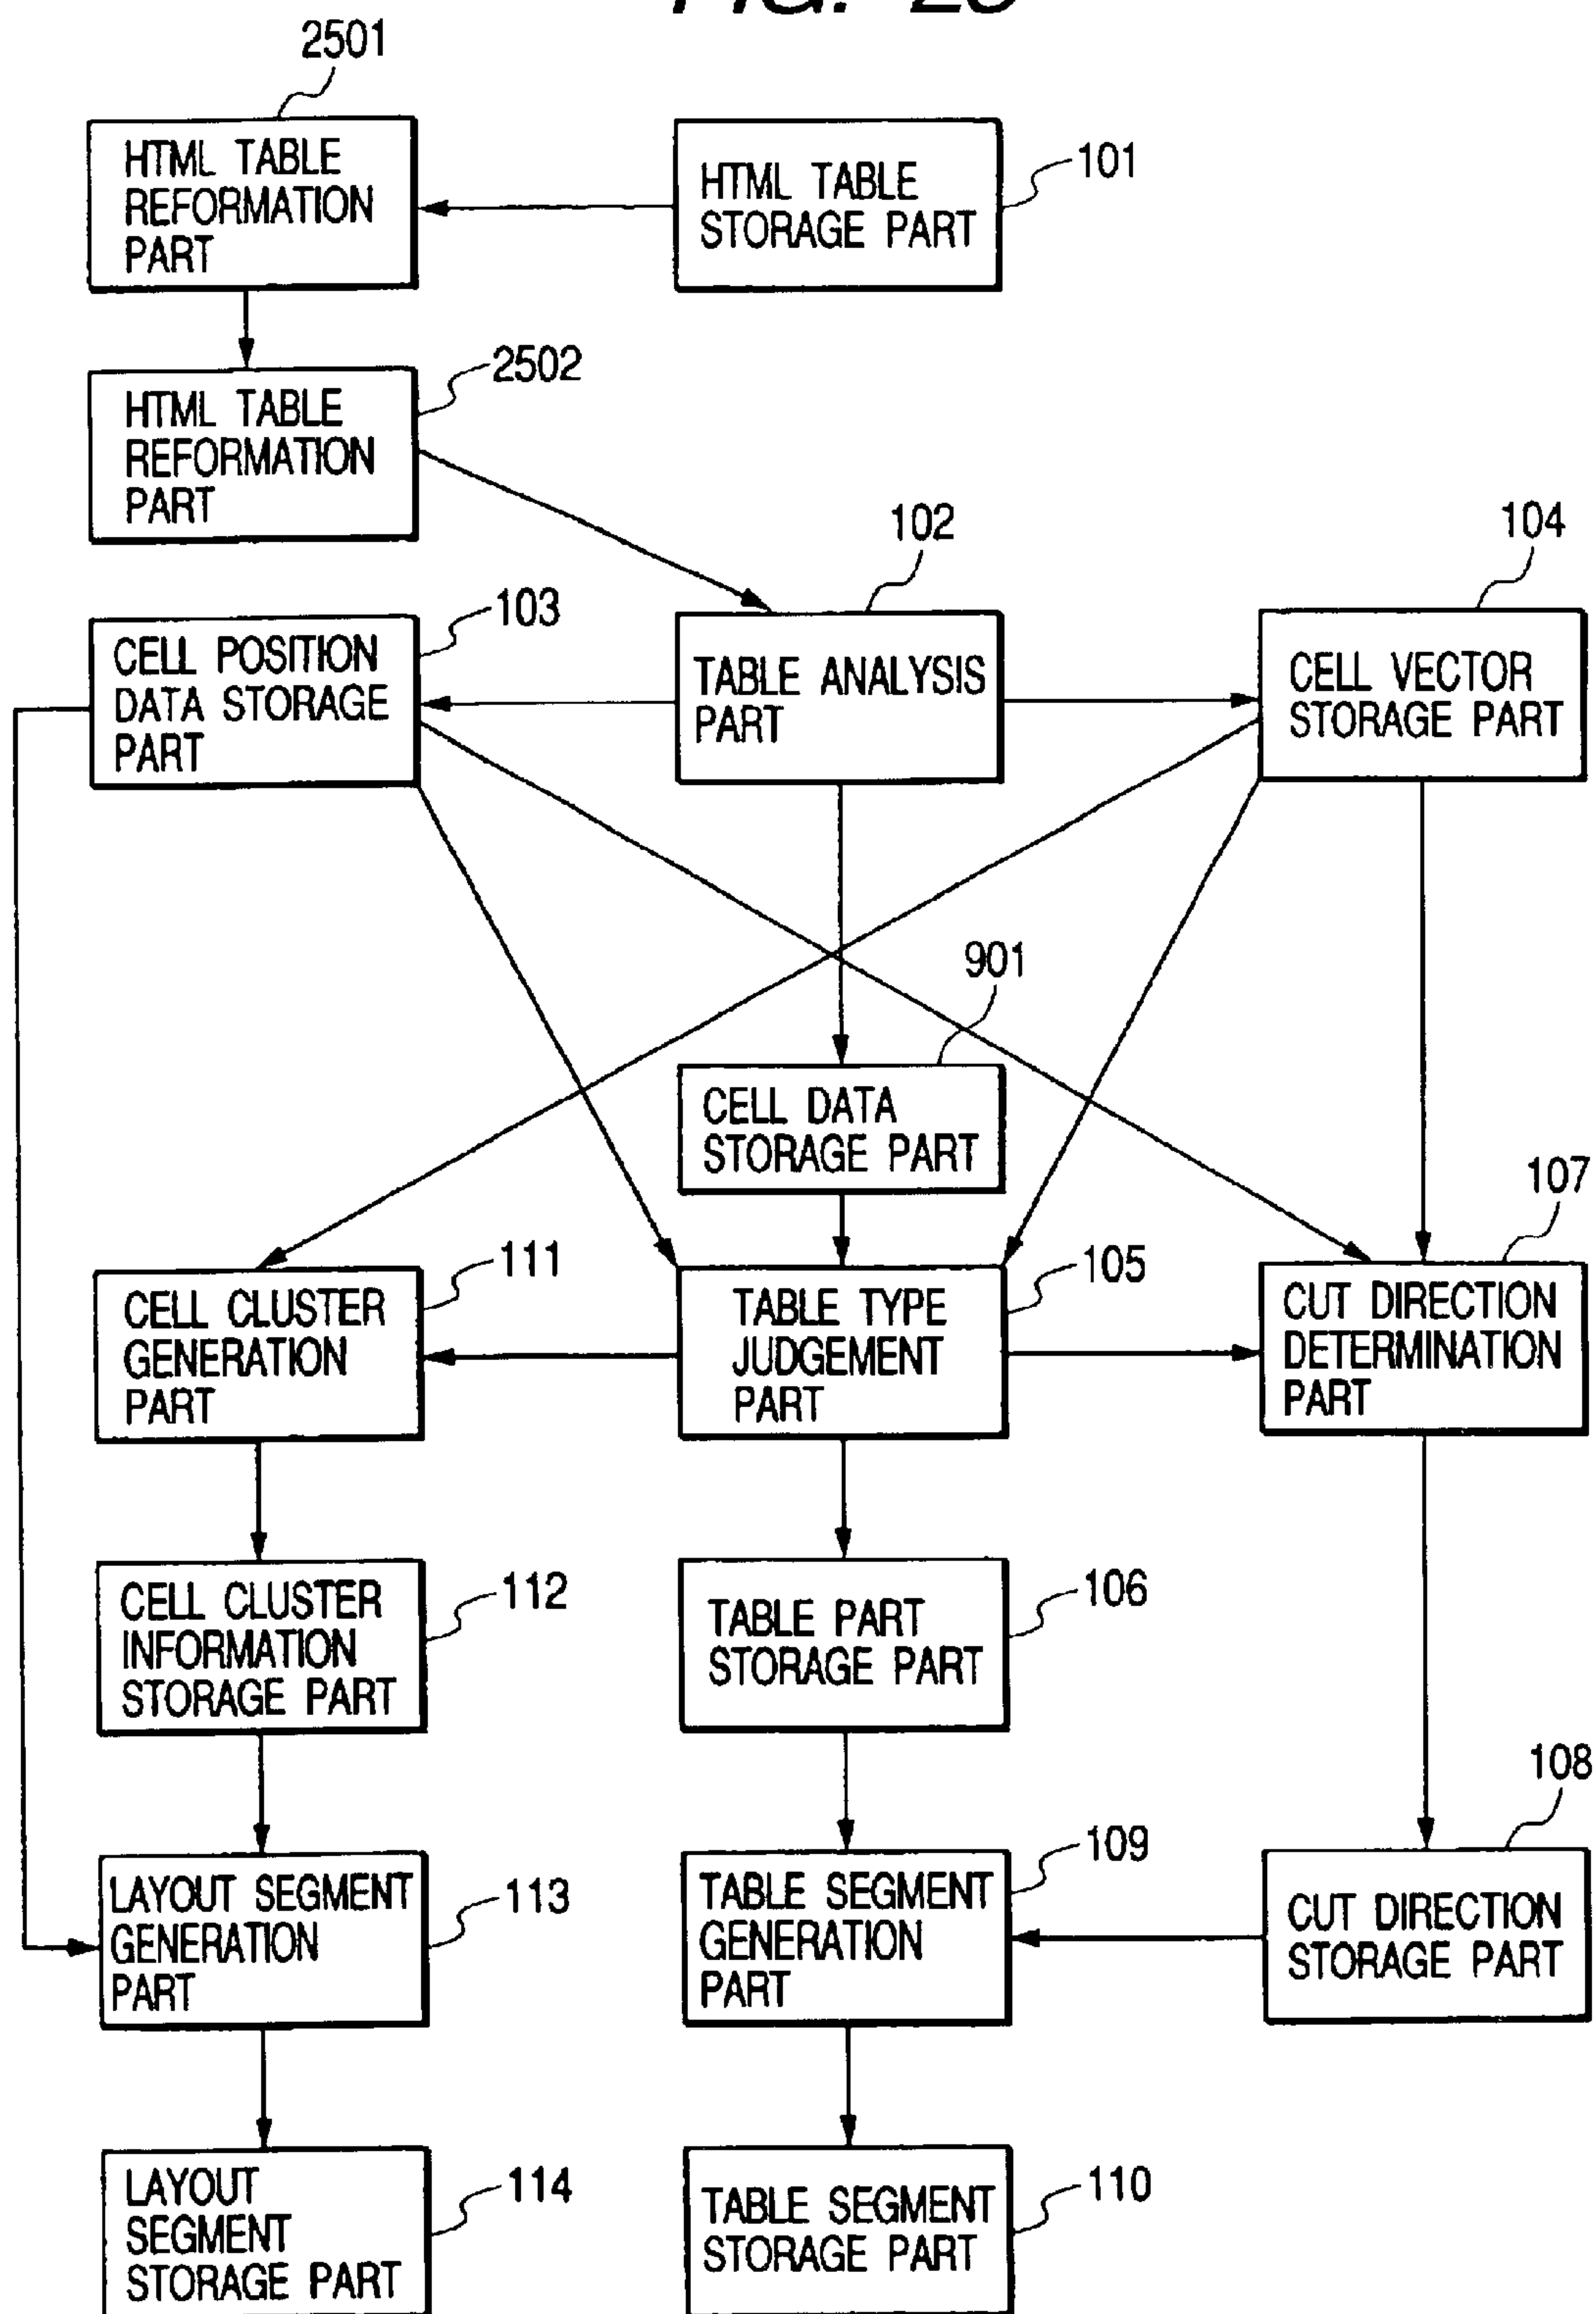 2501
HTML TABLE
REFORMATION
PART
HTML TABLE
STORAGE PART
101
HTML TABLE
REFORMATION
PART
2502
102
104
CELL POSITION
DATA STORAGE
PART
103
TABLE ANALYSIS
PART
CELL VECTOR
STORAGE PART
901
CELL DATA
STORAGE PART
107
CELL CLUSTER
GENERATION
PART
111
TABLE TYPE
JUDGEMENT
PART
105
CUT DIRECTION
DETERMINATION
PART
CELL CLUSTER
INFORMATION
STORAGE PART
112
TABLE PART
STORAGE PART
106
108
LAYOUT SEGMENT
GENERATION
PART
113
TABLE SEGMENT
GENERATION
PART
109
CUT DIRECTION
STORAGE PART
LAYOUT
SEGMENT
STORAGE PART
114
TABLE SEGMENT
STORAGE PART
110